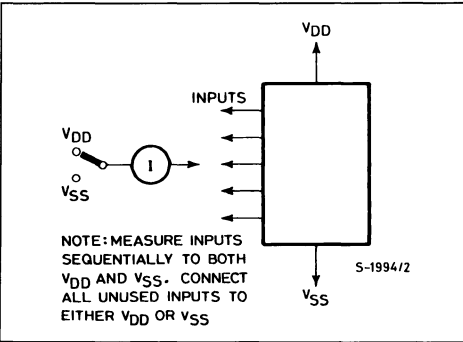 VDD
INPUTS
VDD
I
VSS
NOTE: MEASURE INPUTS
SEQUENTIALLY TO BOTH
VDD AND VSS. CONNECT
ALL UNUSED INPUTS TO
EITHER VDD OR VSS
S-1994/2
VSS